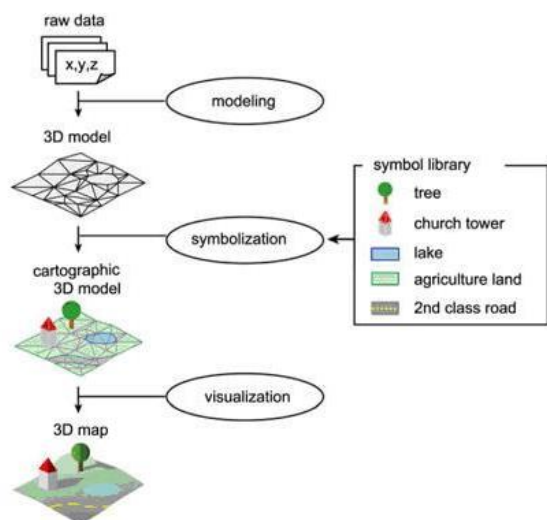 raw data
x,y,z
modeling
3D model
symbol library
tree
church tower
symbolization
lake
cartographic
3D model
agriculture land
2nd class road
visualization
3D map